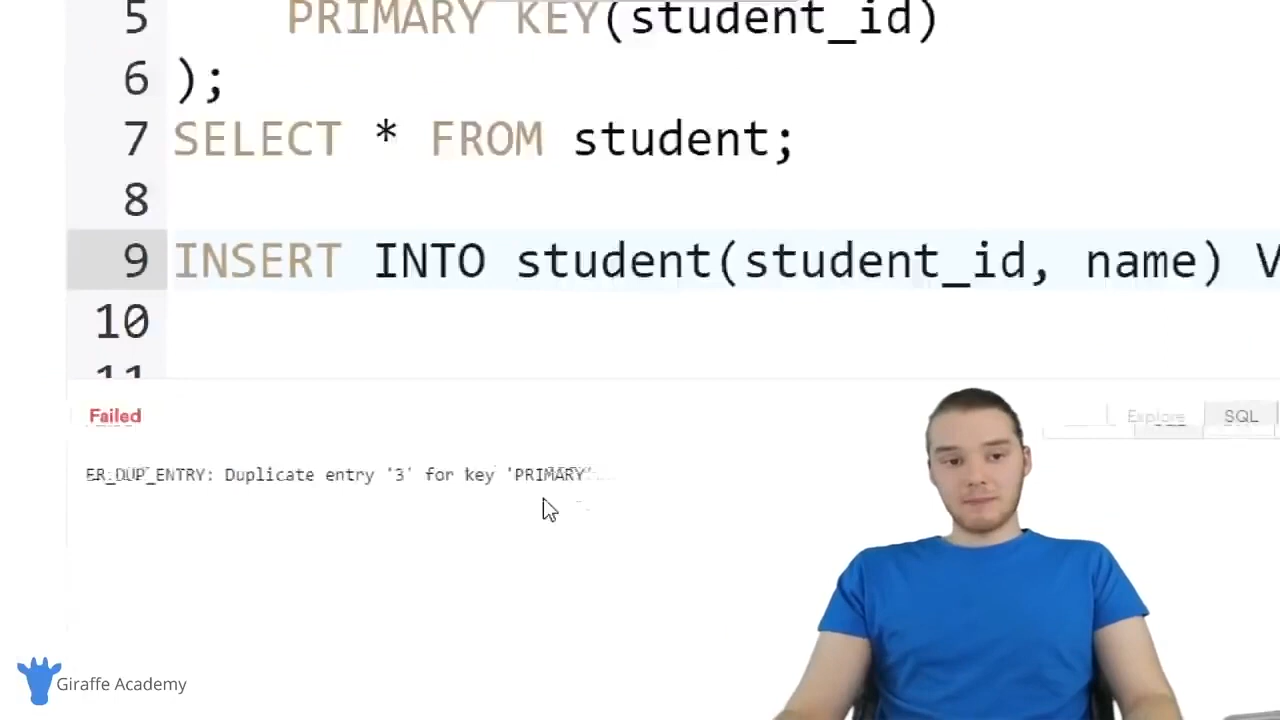 5 PRIMARY KEY(student_id)
6 );
7 SELECT * FROM student;
8
9 INSERT INTO student(student_id, name) V
10
11
Failed
Explore SQL
ER_DUP_ENTRY: Duplicate entry '3' for key 'PRIMARY'
Giraffe Academy